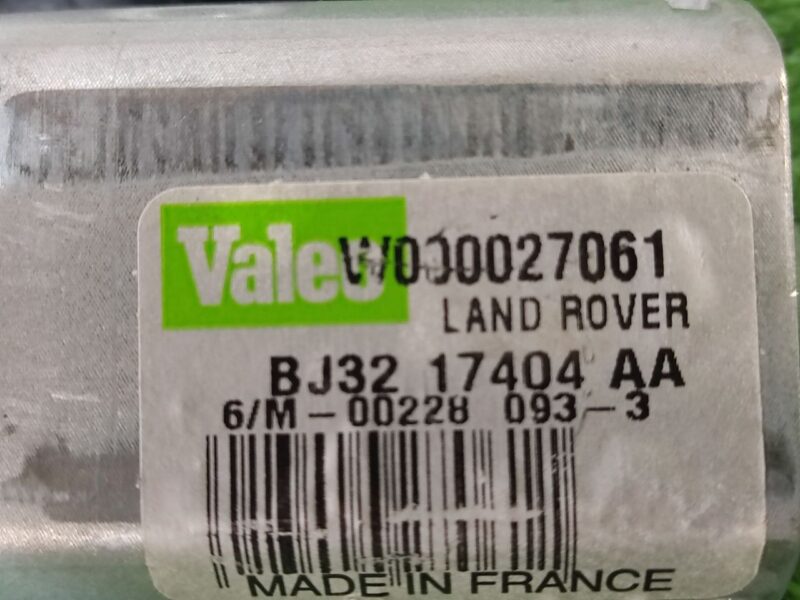 Valeo W000027061
LAND ROVER
BJ32 17404 AA
6/M-00228 093-3
MADE IN FRANCE